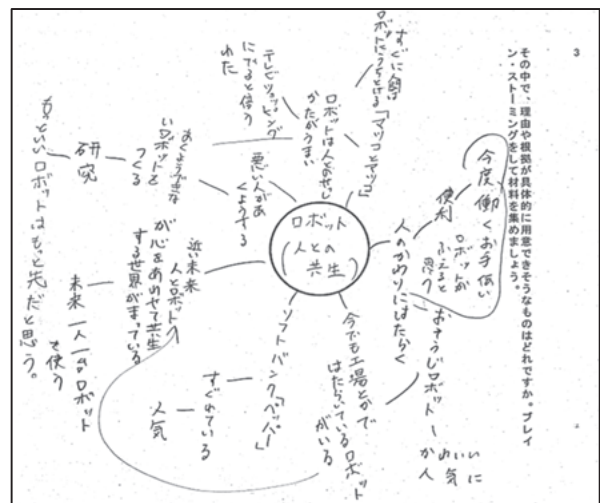 3
その中で、理由や根拠が具体的に用意できそうなものはどれですか。ブレイ
ン・ストーミングをして材料を集めましょう。
今度働くお手伝い
ロボットが
ふえると
思う
便利
人のかわりにはたらく
おそうじロボット
今でも工場とかで
はたらいているロボット
がいる
ロボット
(人との
共生)
「マツコとマツコ」
すぐに
ロボットにうちとける
ロボットは人とのせっ
かたがうまい
テレビショッピング
にでると
れた
悪い人があ
くようする
あくようできな
いロボットを
つくる
研究
もっといいロボットはもっと先だと思う。
近い未来
人とロボット
が心をあわせて共生
する世界がまっている
未来一人一台ロボット
を使う
ソフトバンク「ペッパー」
すぐれている
人気